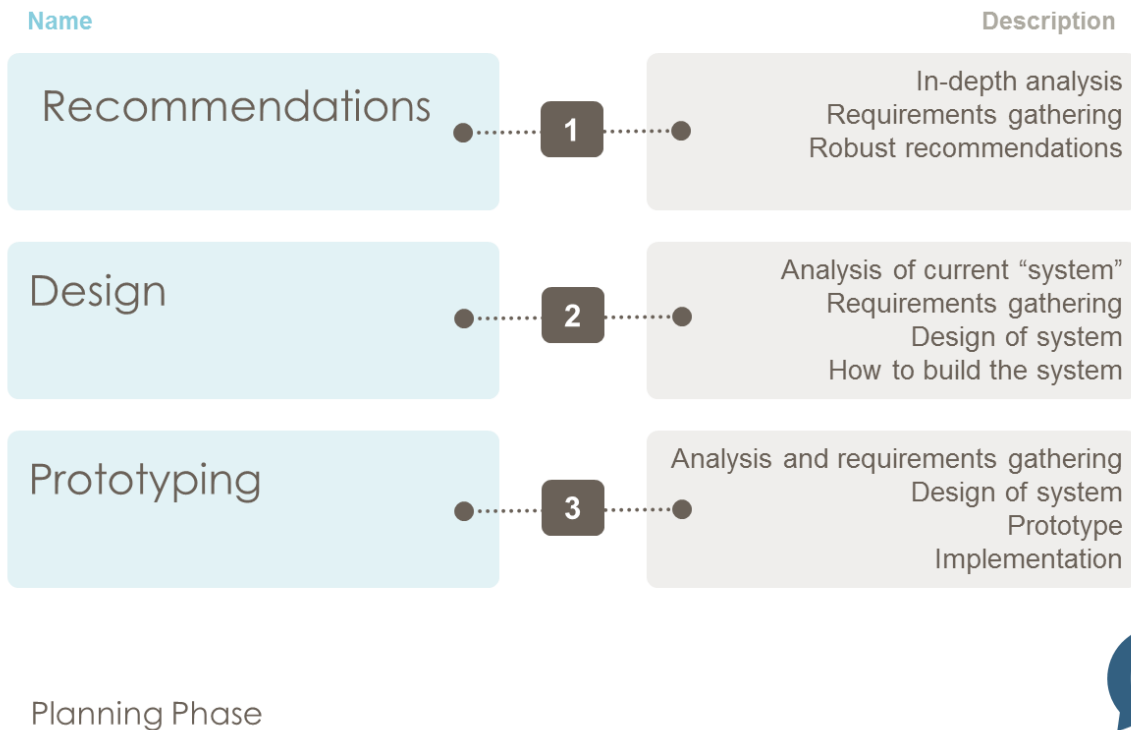 Name
Description
Recommendations
1
In-depth analysis
Requirements gathering
Robust recommendations
Design
2
Analysis of current “system”
Requirements gathering
Design of system
How to build the system
Prototyping
3
Analysis and requirements gathering
Design of system
Prototype
Implementation
Planning Phase